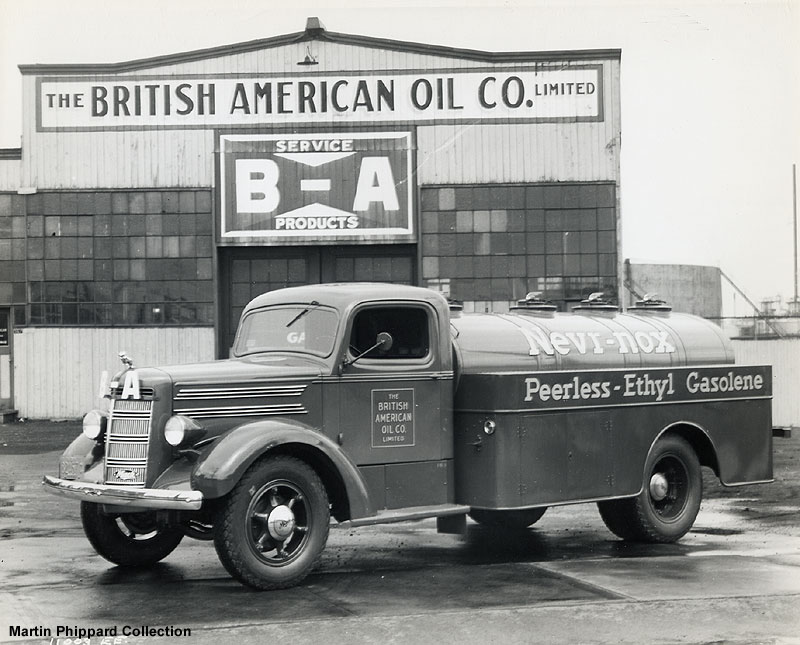 THE BRITISH AMERICAN OIL CO. LIMITED
SERVICE
B-A
PRODUCTS
B-A
GA
Nevr-nox
Peerless-Ethyl Gasolene
THE
BRITISH
AMERICAN
OIL CO.
LIMITED
Martin Phippard Collection